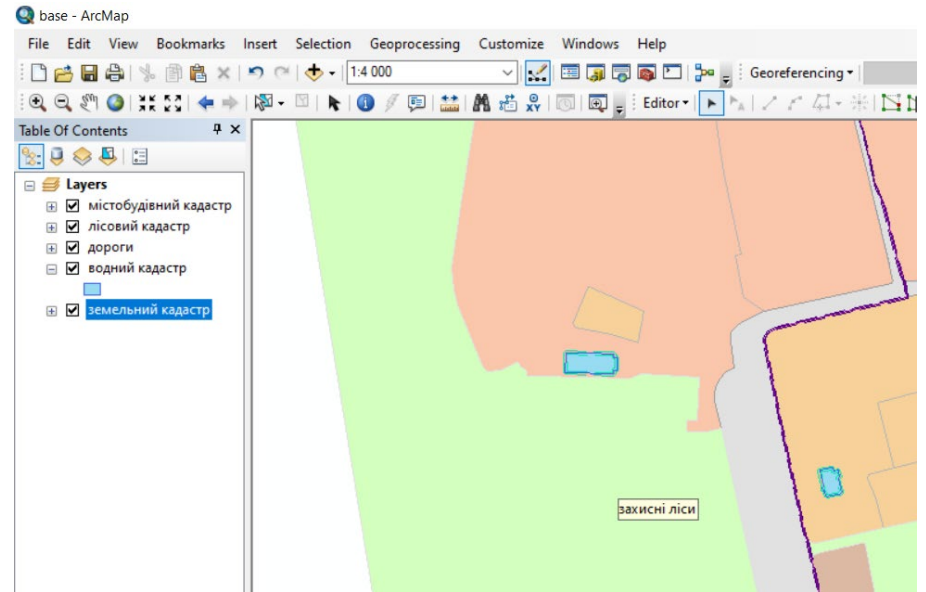 base - ArcMap
File Edit View Bookmarks Insert Selection Geoprocessing Customize Windows Help
1:4 000 Georeferencing
Editor
Table Of Contents
Layers
містобудівний кадастр
лісовий кадастр
дороги
водний кадастр
земельний кадастр
захисні ліси